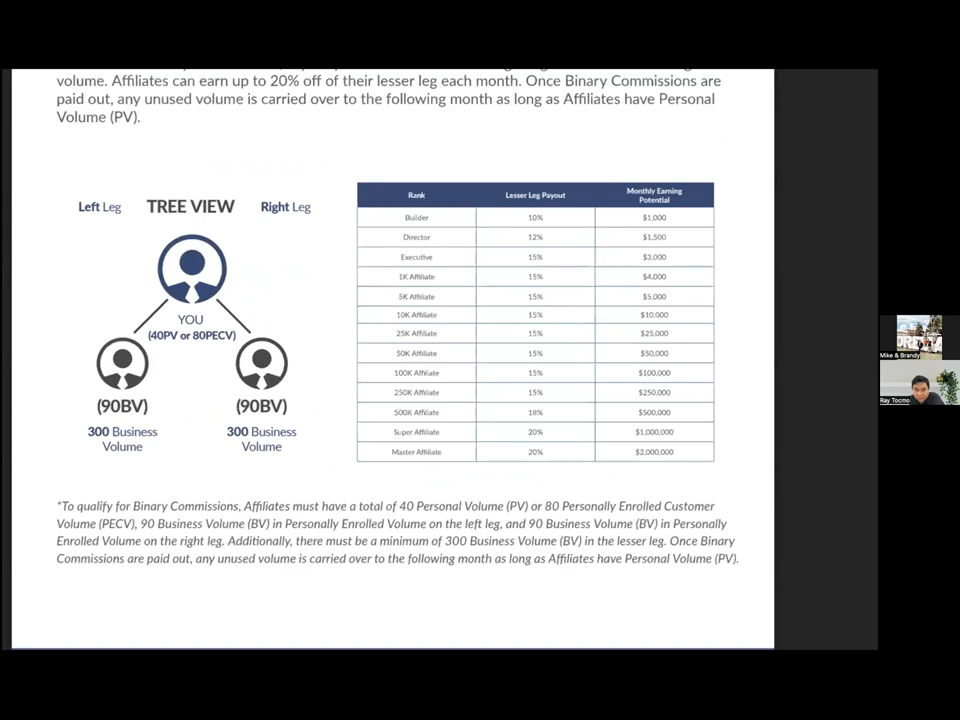 volume. Affiliates can earn up to 20% off of their lesser leg each month. Once Binary Commissions are
paid out, any unused volume is carried over to the following month as long as Affiliates have Personal
Volume (PV).
Left Leg TREE VIEW Right Leg
YOU
(40PV or 80PECV)
(90BV) (90BV)
300 Business 300 Business
Volume Volume
Rank Lesser Leg Payout Monthly Earning Potential
Builder 10% $1,000
Director 12% $1,500
Executive 15% $3,000
1K Affiliate 15% $4,000
5K Affiliate 15% $5,000
10K Affiliate 15% $10,000
25K Affiliate 15% $25,000
50K Affiliate 15% $50,000
100K Affiliate 15% $100,000
250K Affiliate 15% $250,000
500K Affiliate 18% $500,000
Super Affiliate 20% $1,000,000
Master Affiliate 20% $2,000,000
*To qualify for Binary Commissions, Affiliates must have a total of 40 Personal Volume (PV) or 80 Personally Enrolled Customer
Volume (PECV), 90 Business Volume (BV) in Personally Enrolled Volume on the left leg, and 90 Business Volume (BV) in Personally
Enrolled Volume on the right leg. Additionally, there must be a minimum of 300 Business Volume (BV) in the lesser leg. Once Binary
Commissions are paid out, any unused volume is carried over to the following month as long as Affiliates have Personal Volume (PV).
Mike & Brandy
Ray Tocmo